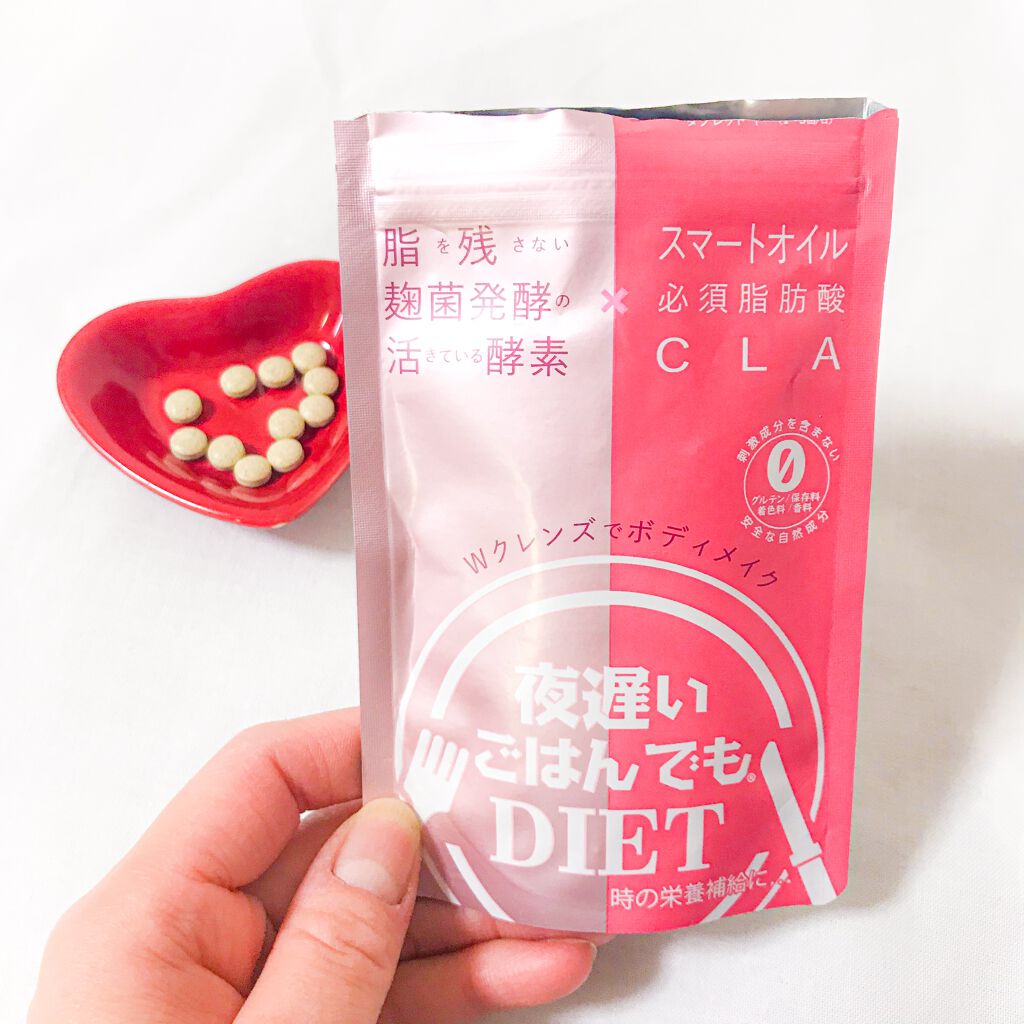 脂を残さない
麹菌発酵の
活きている酵素
×
スマートオイル
必須脂肪酸
CLA
刺激成分を含まない
0
グルテン/保存料
着色料/香料
安全な自然成分
Wクレンズでボディメイク
夜遅い
ごはんでも®
DIET
時の栄養補給に...